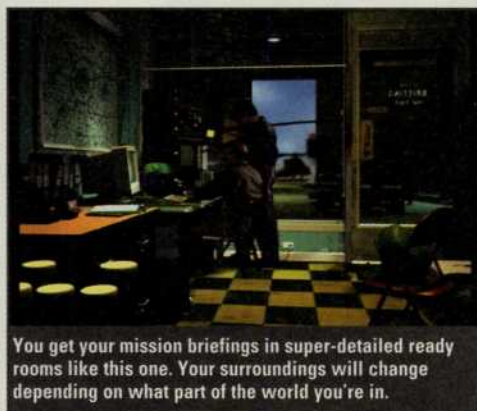 You get your mission briefings in super-detailed ready
rooms like this one. Your surroundings will change
depending on what part of the world you're in.